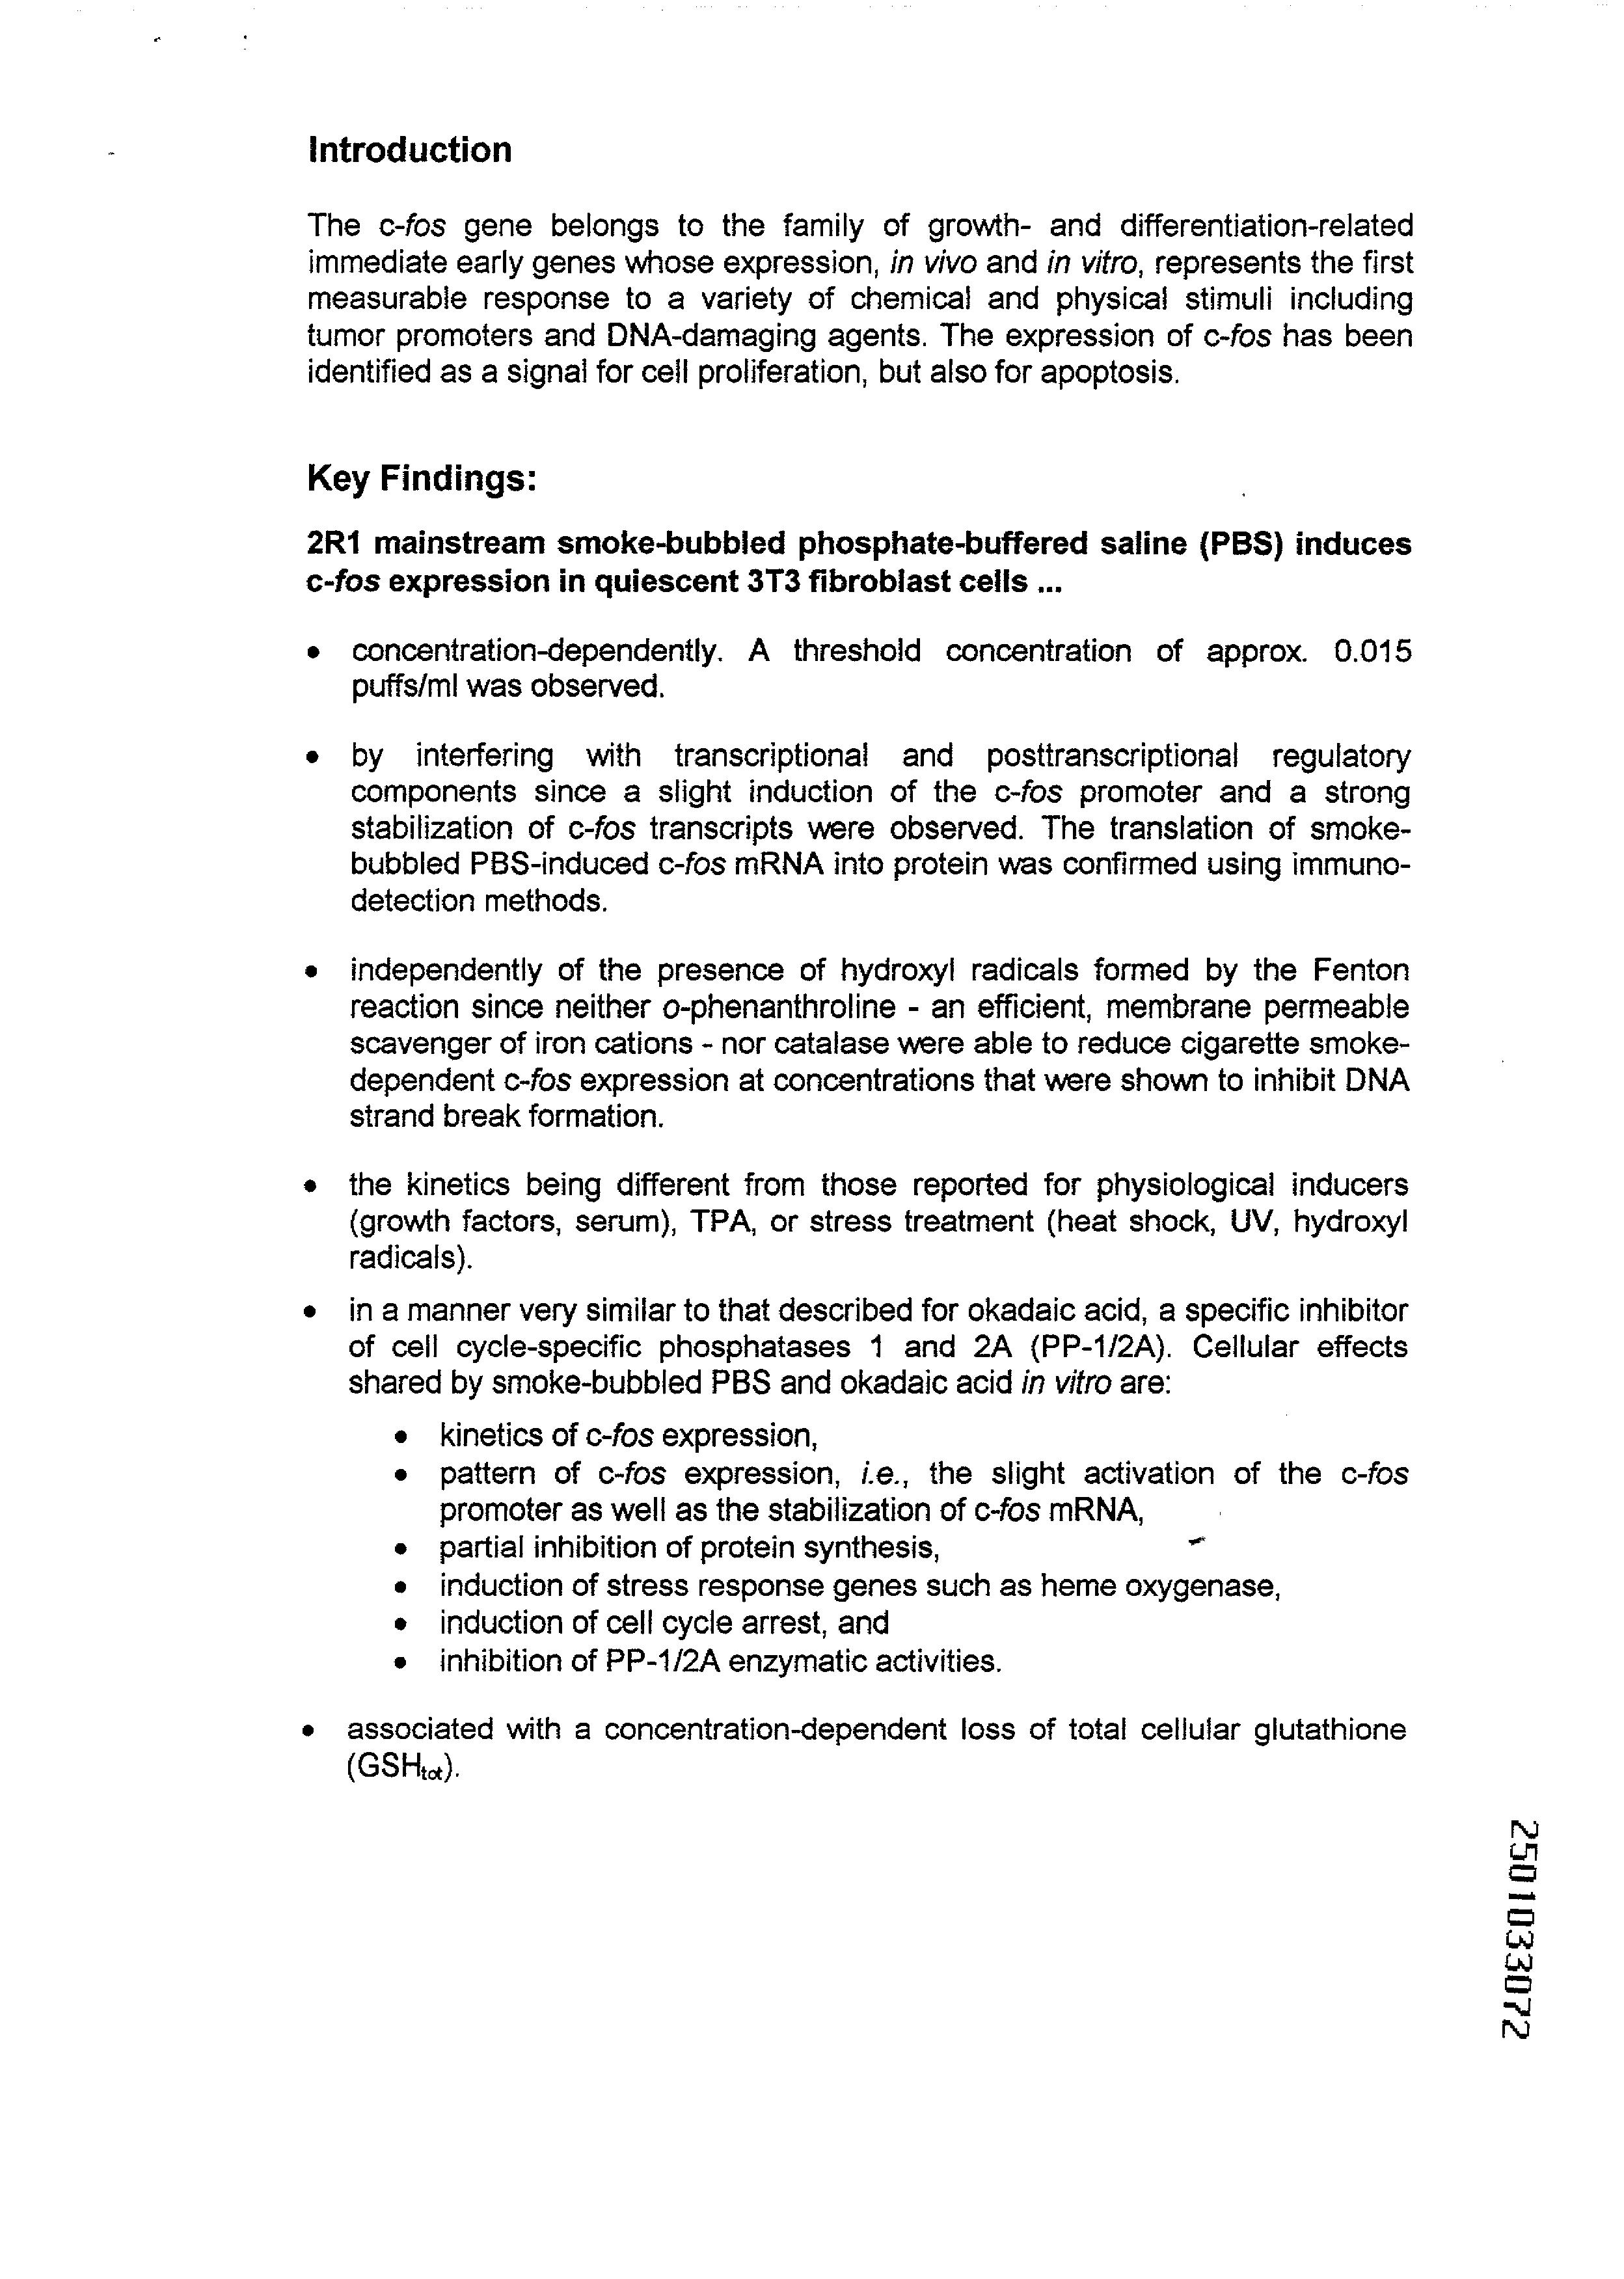 Introduction
The c-fos gene belongs to the family of growth- and differentiation-related
immediate early genes whose expression, in vivo and in vitro, represents the first
measurable response to a variety of chemical and physical stimuli including
tumor promoters and DNA-damaging agents. The expression of c-fos has been
identified as a signal for cell proliferation, but also for apoptosis.
Key Findings:
2R1 mainstream smoke-bubbled phosphate-buffered saline (PBS) induces
c-fos expression in quiescent 3T3 fibroblast cells ...
• concentration-dependently. A threshold concentration of approx. 0.015
puffs/ml was observed.
• by interfering with transcriptional and posttranscriptional regulatory
components since a slight induction of the c-fos promoter and a strong
stabilization of c-fos transcripts were observed. The translation of smoke-
bubbled PBS-induced c-fos mRNA into protein was confirmed using immuno-
detection methods.
• independently of the presence of hydroxyl radicals formed by the Fenton
reaction since neither o-phenanthroline - an efficient, membrane permeable
scavenger of iron cations - nor catalase were able to reduce cigarette smoke-
dependent c-fos expression at concentrations that were shown to inhibit DNA
strand break formation.
• the kinetics being different from those reported for physiological inducers
(growth factors, serum), TPA, or stress treatment (heat shock, UV, hydroxyl
radicals).
• in a manner very similar to that described for okadaic acid, a specific inhibitor
of cell cycle-specific phosphatases 1 and 2A (PP-1/2A). Cellular effects
shared by smoke-bubbled PBS and okadaic acid in vitro are:
• kinetics of c-fos expression,
• pattern of c-fos expression, i.e., the slight activation of the c-fos
promoter as well as the stabilization of c-fos mRNA,
• partial inhibition of protein synthesis,
• induction of stress response genes such as heme oxygenase,
• induction of cell cycle arrest, and
• inhibition of PP-1/2A enzymatic activities.
• associated with a concentration-dependent loss of total cellular glutathione
(GSHtot).
2501033072